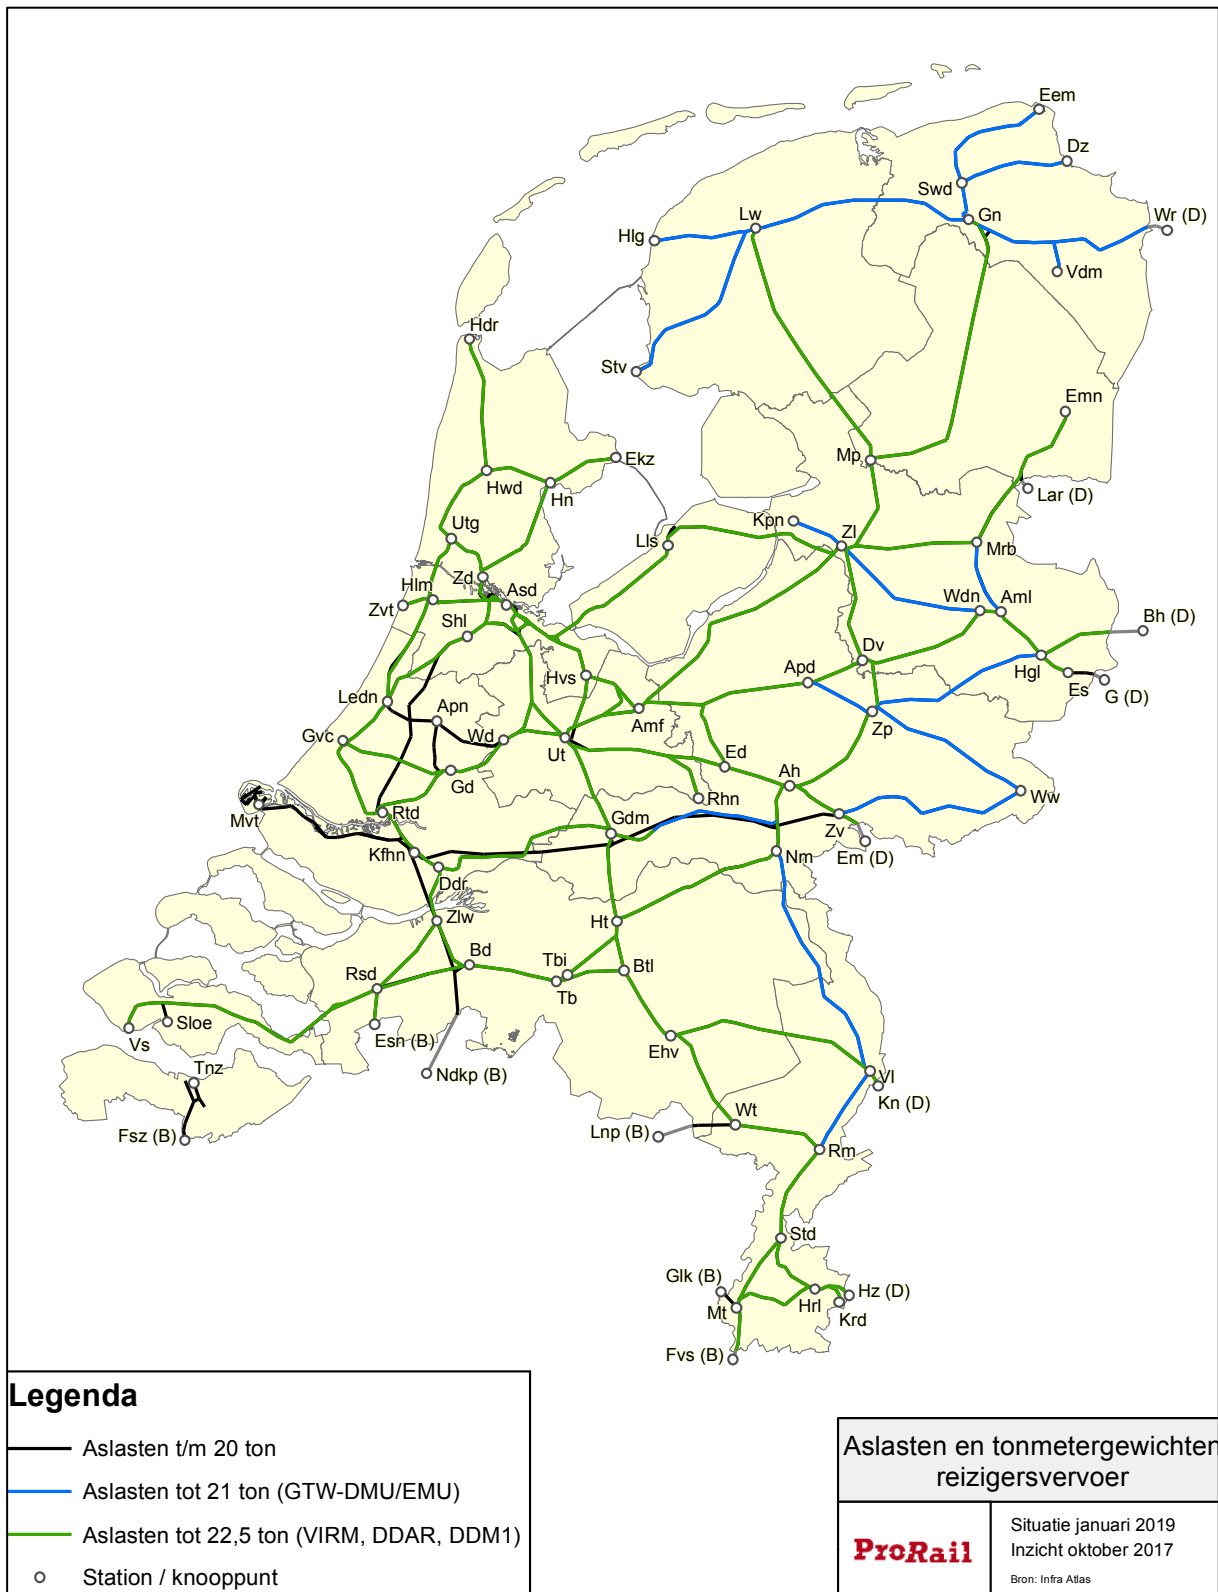 Eem
Dz
Swd
Gn
Wr (D)
Lw
Hlg
Vdm
Hdr
Stv
Emn
Ekz
Mp
Hwd
Hn
Lar (D)
Kpn
Utg
Lls
Zl
Mrb
Zd
Hlm
Asd
Zvt
Wdn
Aml
Shl
Bh (D)
Dv
Hgl
Apd
Hvs
Es
G (D)
Ledn
Apn
Amf
Zp
Gvc
Wd
Ut
Ed
Ah
Gd
Rhn
Ww
Mvt
Rtd
Gdm
Zv
Kfhn
Em (D)
Nm
Ddr
Zlw
Ht
Bd
Tbi
Btl
Rsd
Tb
Sloe
Vs
Esn (B)
Ehv
Tnz
Ndkp (B)
Vl
Kn (D)
Fsz (B)
Wt
Lnp (B)
Rm
Std
Glk (B)
Hz (D)
Hrl
Mt
Krd
Fvs (B)
Legenda
Aslasten t/m 20 ton
Aslasten tot 21 ton (GTW-DMU/EMU)
Aslasten tot 22,5 ton (VIRM, DDAR, DDM1)
Station / knooppunt
Aslasten en tonmetergewichten
reizigersvervoer
ProRail
Situatie januari 2019
Inzicht oktober 2017
Bron: Infra Atlas